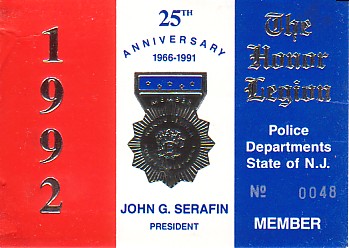 1992
25TH
ANNIVERSARY
1966-1991
MEMBER
JOHN G. SERAFIN
PRESIDENT
The
Honor
Legion
Police
Departments
State of N.J.
№ 0048
MEMBER